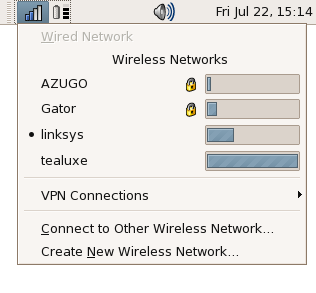 Fri Jul 22, 15:14
Wired Network
Wireless Networks
AZUGO
Gator
linksys
tealuxe
VPN Connections
Connect to Other Wireless Network...
Create New Wireless Network...